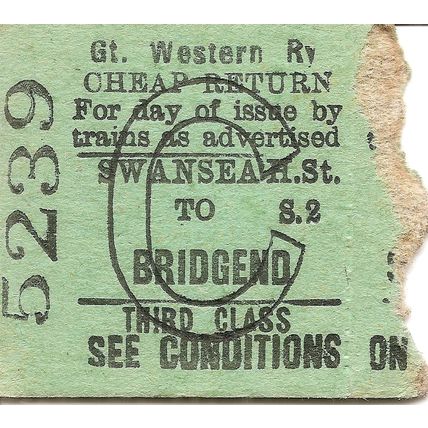 Gt. Western Ry
CHEAP RETURN
For day of issue by
trains as advertised
SWANSEA H.St.
TO S.2
BRIDGEND
THIRD CLASS
SEE CONDITIONS ON
C
5239